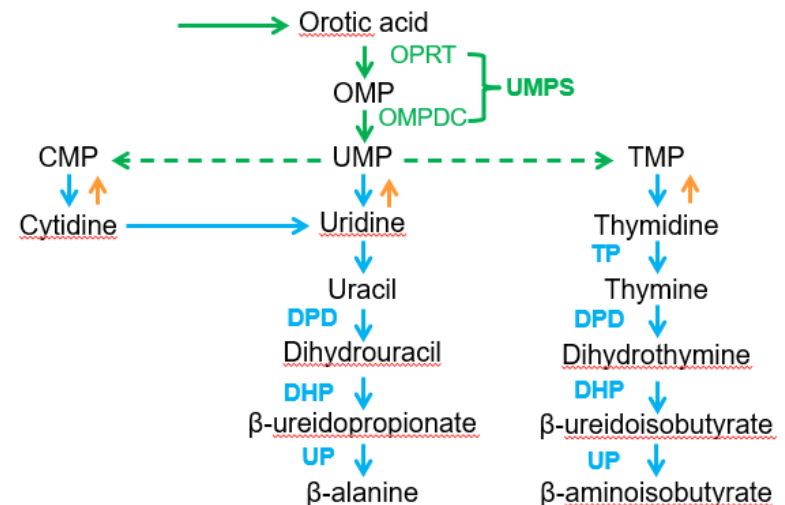 Orotic acid
OPRT
OMP
UMPS
OMPDC
CMP
UMP
TMP
Cytidine
Uridine
Thymidine
TP
Uracil
Thymine
DPD
DPD
Dihydrouracil
Dihydrothymine
DHP
DHP
β-ureidopropionate
β-ureidoisobutyrate
UP
UP
β-alanine
β-aminoisobutyrate